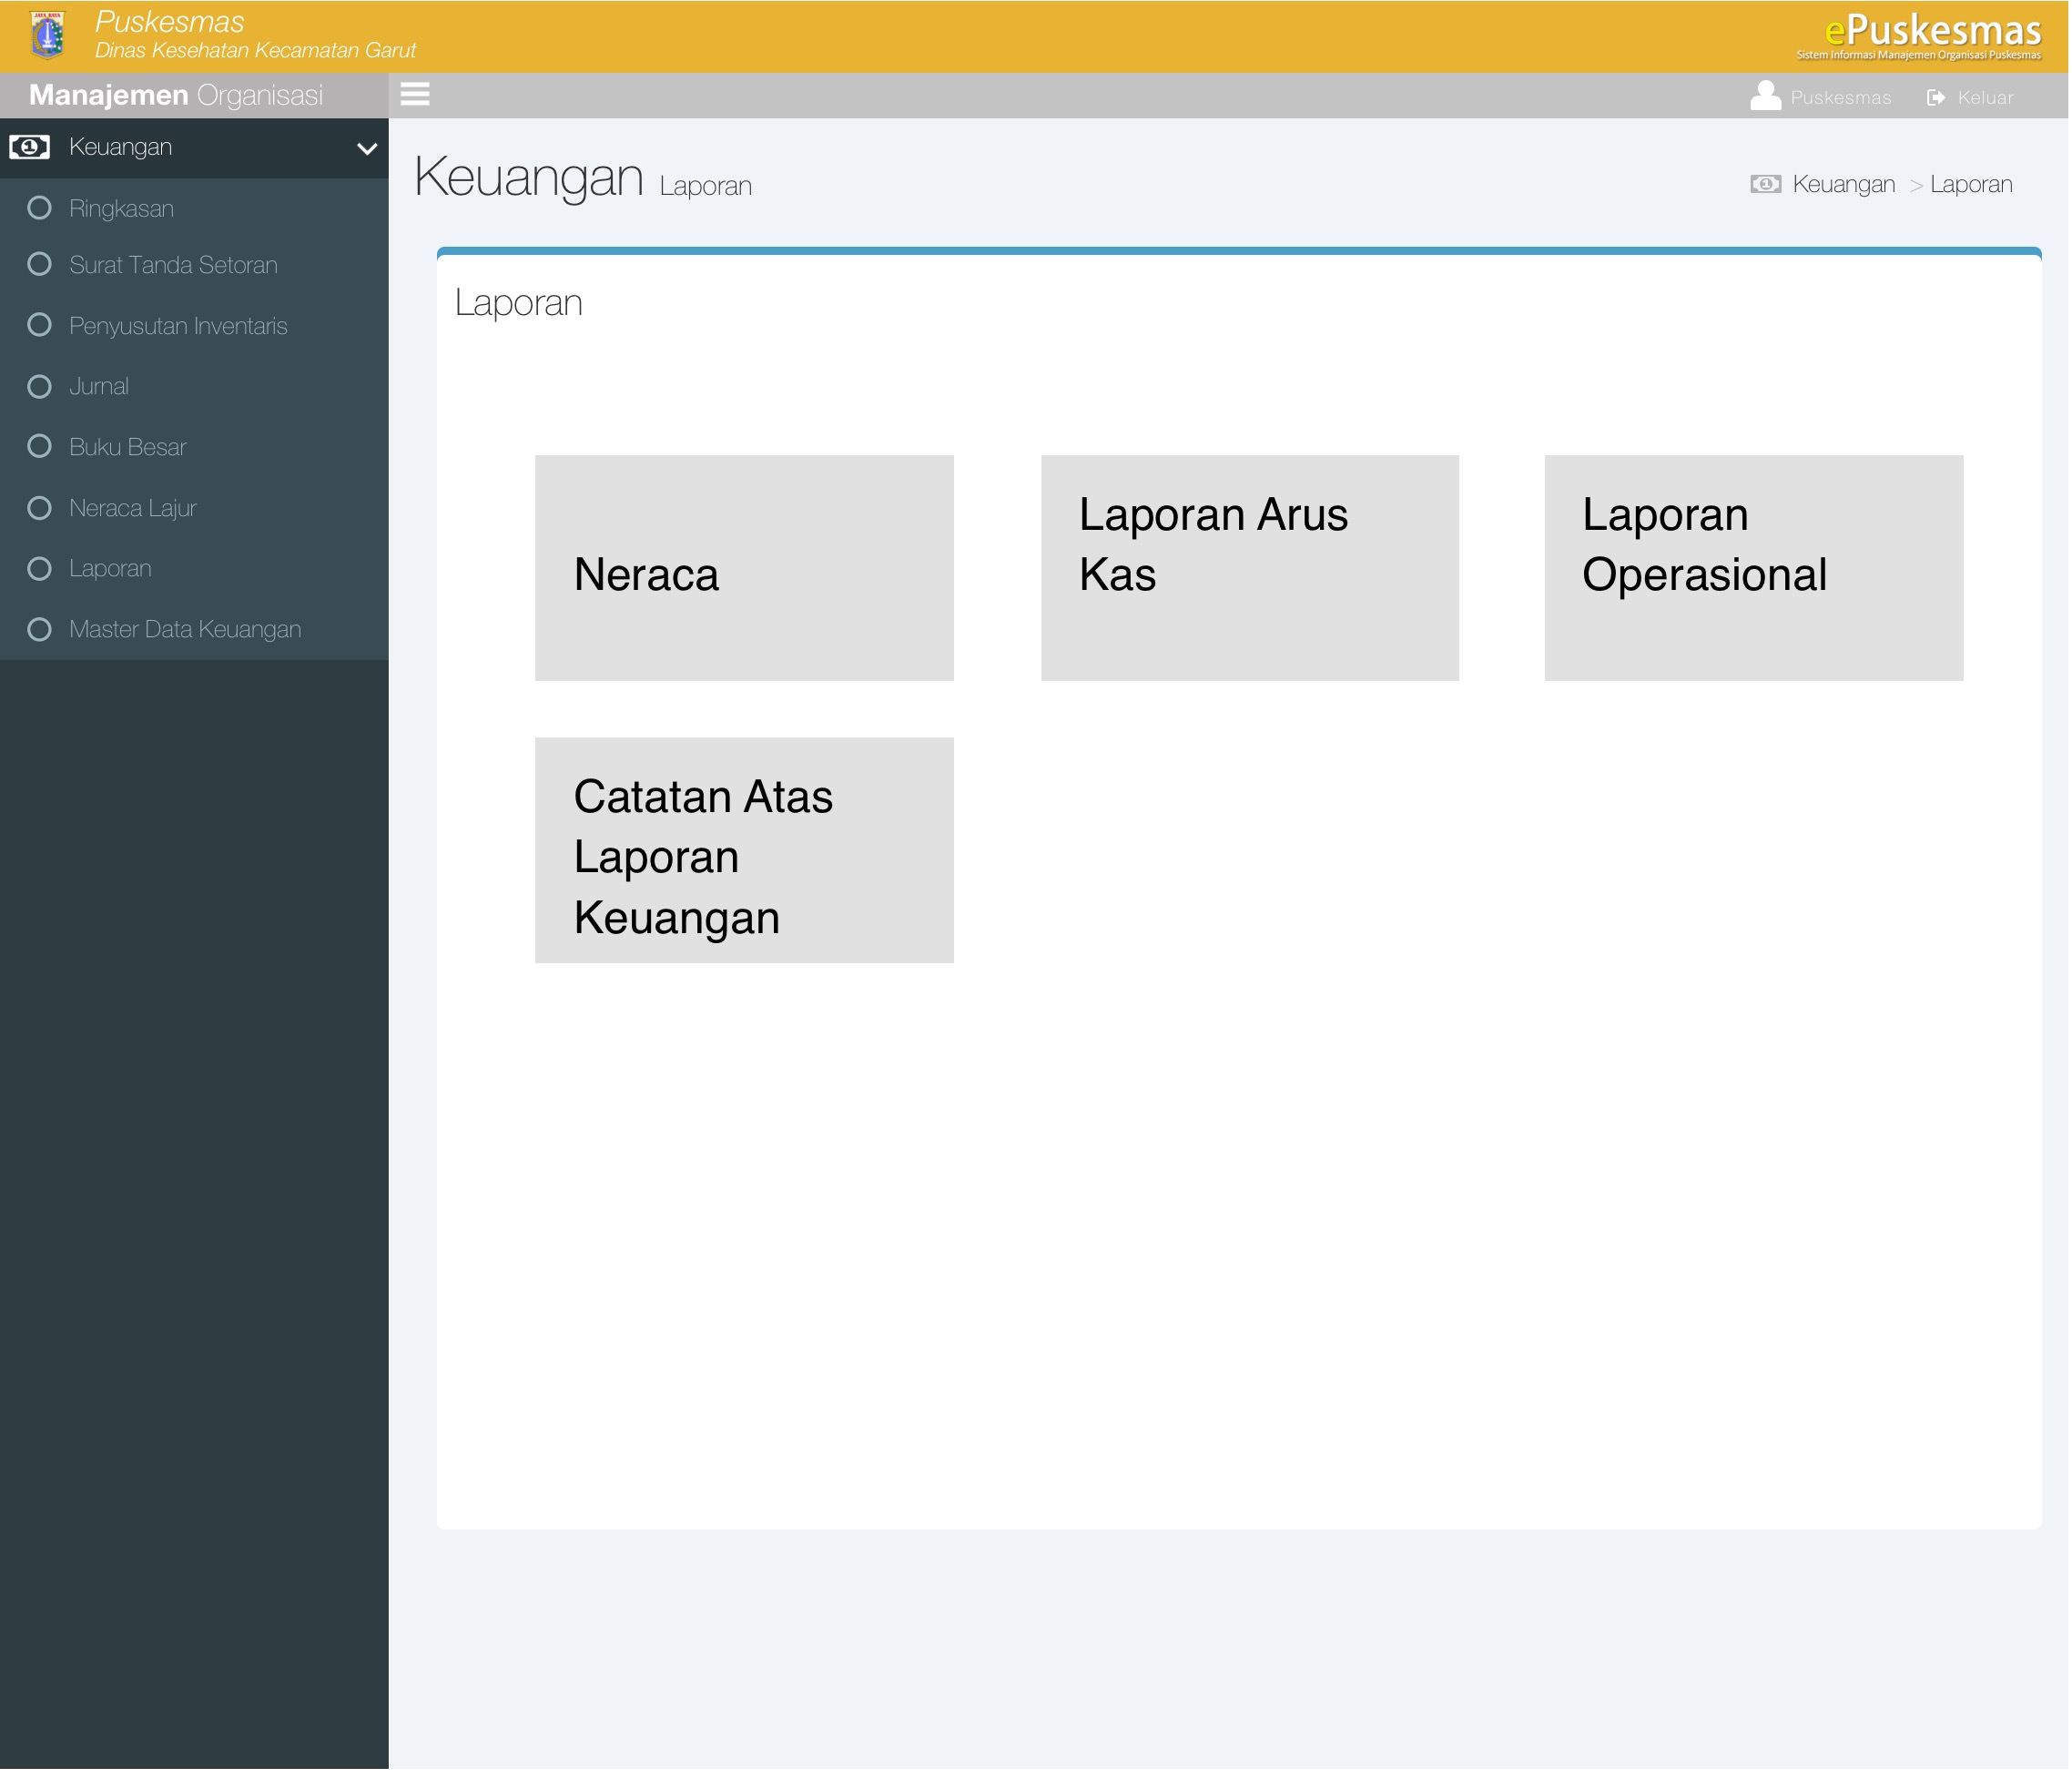 Puskesmas
Dinas Kesehatan Kecamatan Garut
ePuskesmas
Sistem Informasi Manajemen Organisasi Puskesmas
Manajemen Organisasi
Puskesmas
Keluar
Keuangan
Ringkasan
Surat Tanda Setoran
Penyusutan Inventaris
Jurnal
Buku Besar
Neraca Lajur
Laporan
Master Data Keuangan
Keuangan Laporan
Keuangan > Laporan
Laporan
Neraca
Laporan Arus
Kas
Laporan
Operasional
Catatan Atas
Laporan
Keuangan